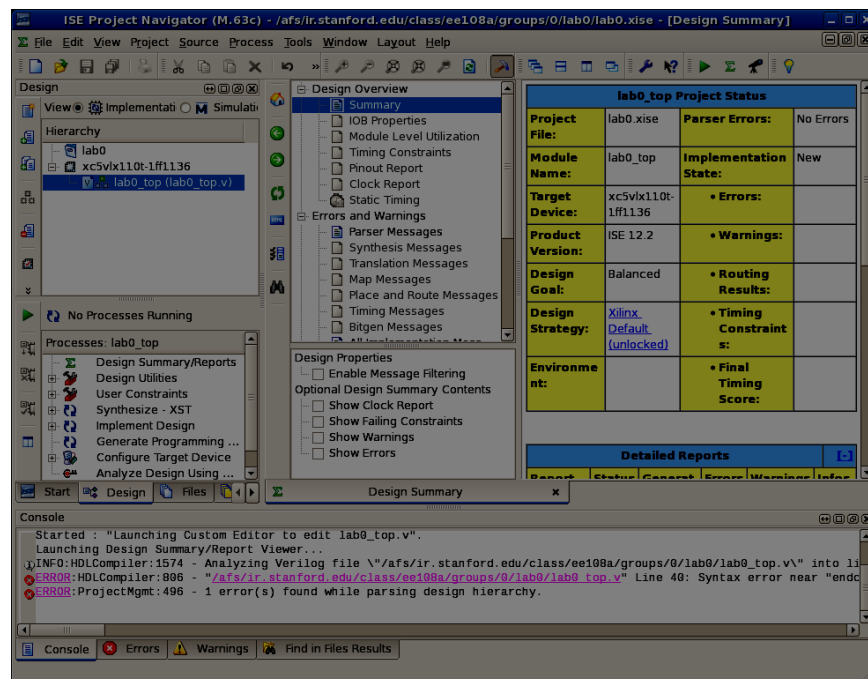 ISE Project Navigator (M.63c) - /afs/ir.stanford.edu/class/ee108a/groups/0/lab0/lab0.xise - [Design Summary]
File Edit View Project Source Process Tools Window Layout Help
Design
View Implementati Simulati
Hierarchy
lab0
xc5vlx110t-1ff1136
lab0_top (lab0_top.v)
No Processes Running
Processes: lab0_top
Design Summary/Reports
Design Utilities
User Constraints
Synthesize - XST
Implement Design
Generate Programming ...
Configure Target Device
Analyze Design Using ...
Start Design Files
Design Overview
Summary
IOB Properties
Module Level Utilization
Timing Constraints
Pinout Report
Clock Report
Static Timing
Errors and Warnings
Parser Messages
Synthesis Messages
Translation Messages
Map Messages
Place and Route Messages
Timing Messages
Bitgen Messages
Design Properties
Enable Message Filtering
Optional Design Summary Contents
Show Clock Report
Show Failing Constraints
Show Warnings
Show Errors
Design Summary
lab0_top Project Status
Project File: lab0.xise Parser Errors: No Errors
Module Name: lab0_top Implementation State: New
Target Device: xc5vlx110t-1ff1136 • Errors:
Product Version: ISE 12.2 • Warnings:
Design Goal: Balanced • Routing Results:
Design Strategy: Xilinx Default (unlocked) • Timing Constraints:
Environment: • Final Timing Score:
Detailed Reports [-]
Report Status Generat Errors Warnings Infos
Console
Started : "Launching Custom Editor to edit lab0_top.v".
Launching Design Summary/Report Viewer...
INFO:HDLCompiler:1574 - Analyzing Verilog file \"/afs/ir.stanford.edu/class/ee108a/groups/0/lab0/lab0_top.v\" into li
ERROR:HDLCompiler:806 - "/afs/ir.stanford.edu/class/ee108a/groups/0/lab0/lab0_top.v" Line 40: Syntax error near "endc
ERROR:ProjectMgmt:496 - 1 error(s) found while parsing design hierarchy.
Console Errors Warnings Find in Files Results